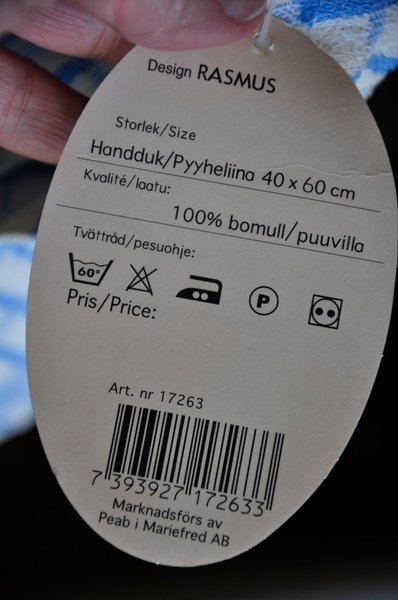 Design RASMUS
Storlek/Size
Handduk/Pyyheliina 40 x 60 cm
Kvalité/laatu:
100% bomull/puuvilla
Tvättråd/pesuohje:
60° P
Pris/Price:
Art. nr 17263
7 393927 172633
Marknadsförs av
Peab i Mariefred AB